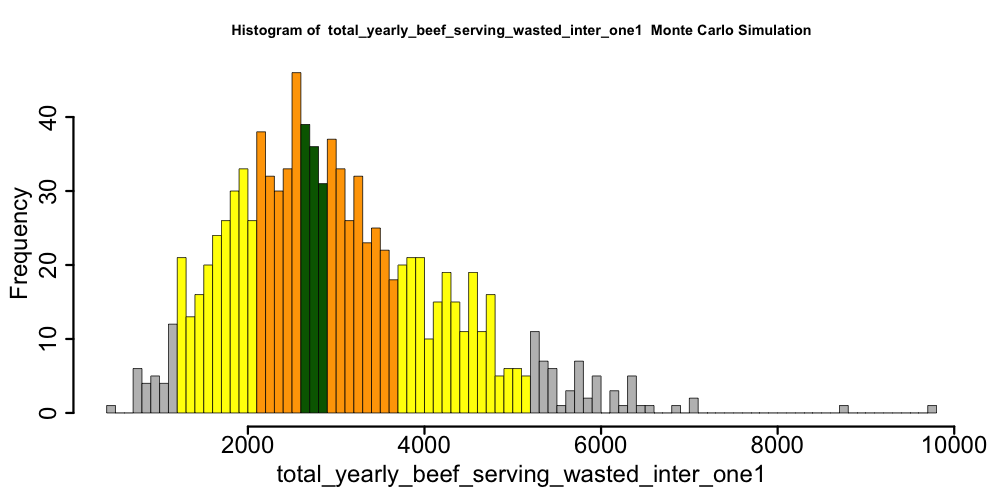 Histogram of total_yearly_beef_serving_wasted_inter_one1 Monte Carlo Simulation
Frequency
40
30
20
10
0
2000 4000 6000 8000 10000
total_yearly_beef_serving_wasted_inter_one1